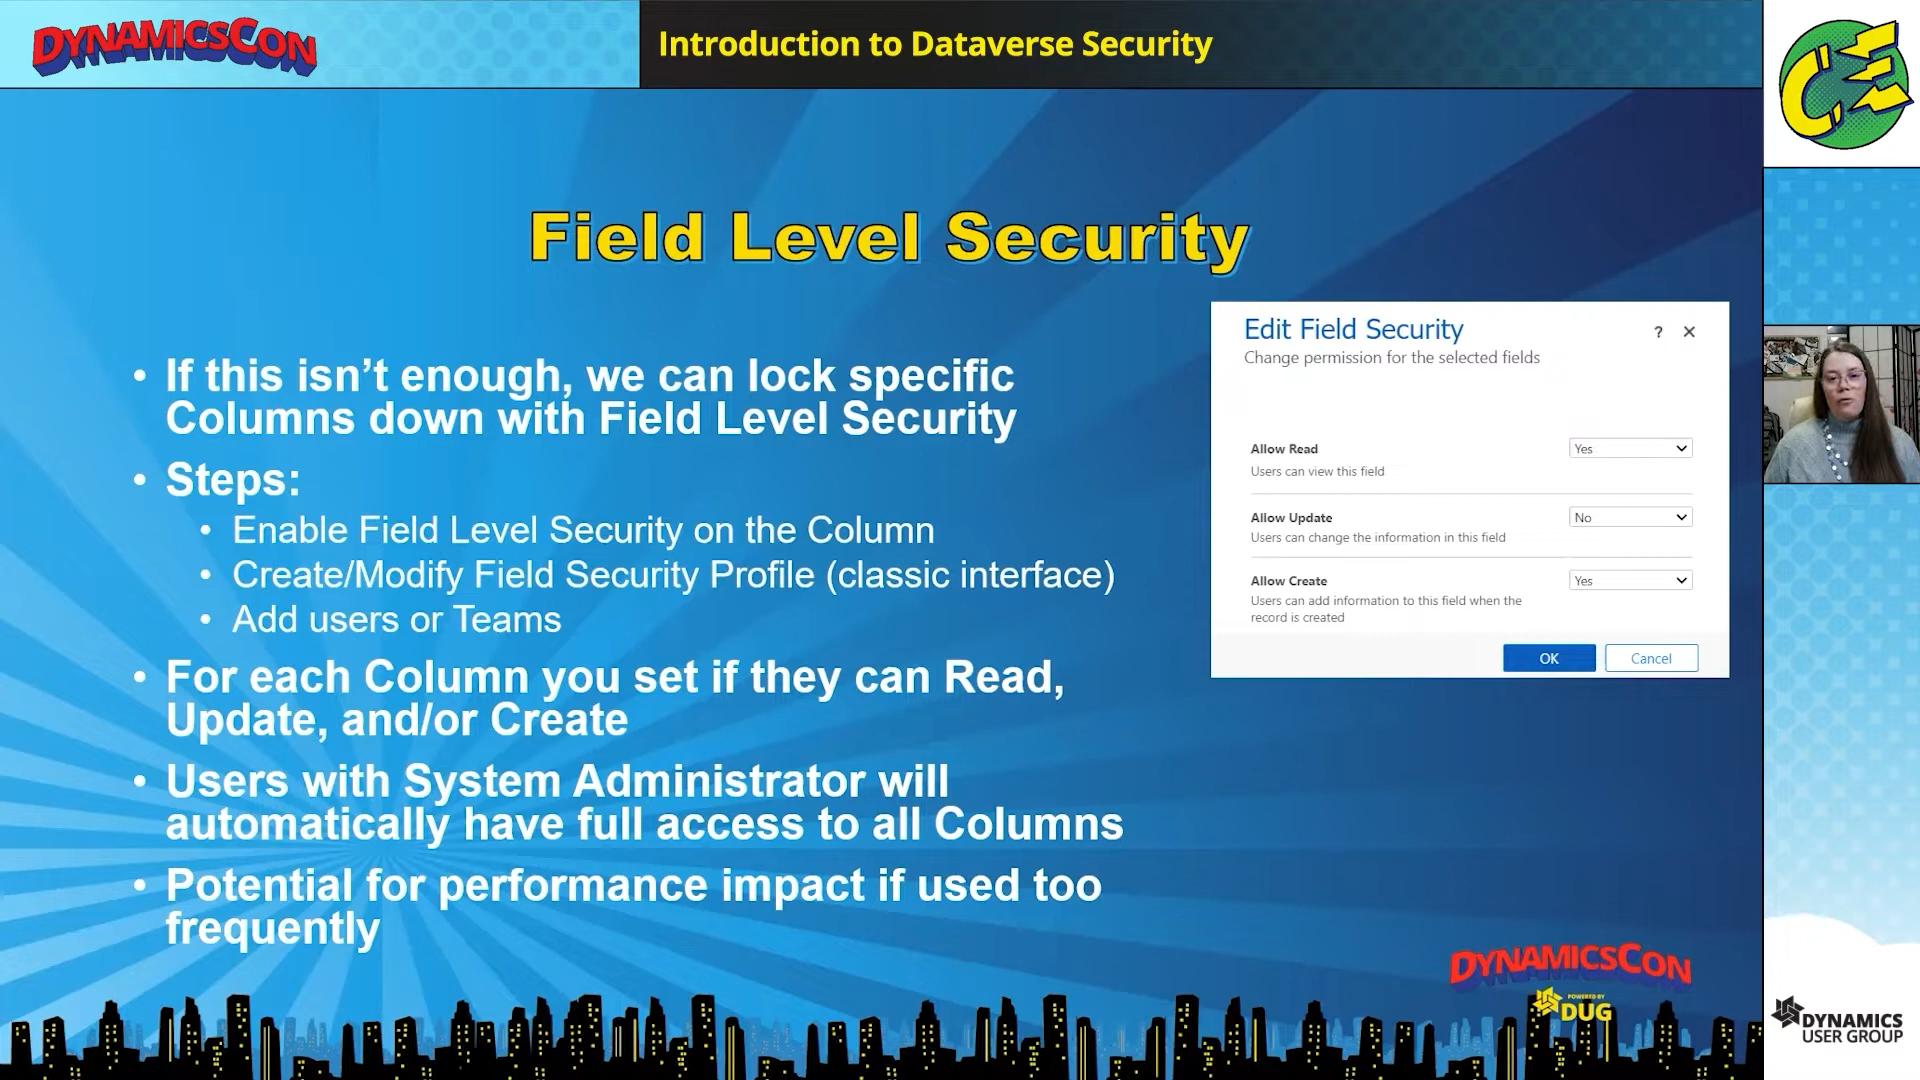 DYNAMICSCON
Introduction to Dataverse Security
CE
Field Level Security
• If this isn’t enough, we can lock specific
Columns down with Field Level Security
• Steps:
• Enable Field Level Security on the Column
• Create/Modify Field Security Profile (classic interface)
• Add users or Teams
• For each Column you set if they can Read,
Update, and/or Create
• Users with System Administrator will
automatically have full access to all Columns
• Potential for performance impact if used too
frequently
Edit Field Security
? ✕
Change permission for the selected fields
Allow Read Yes
Users can view this field
Allow Update No
Users can change the information in this field
Allow Create Yes
Users can add information to this field when the
record is created
OK Cancel
DYNAMICSCON
POWERED BY
DUG
DYNAMICS
USER GROUP